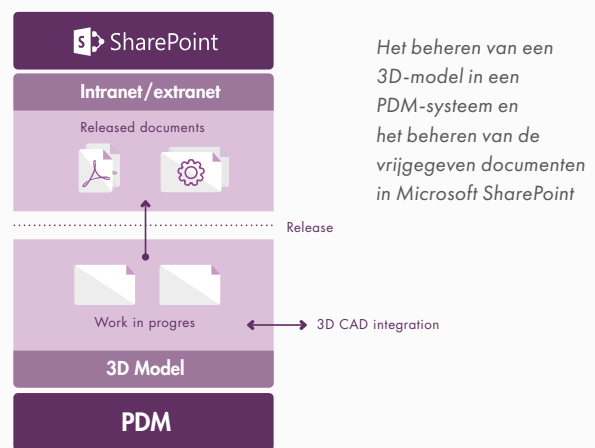 SharePoint
Intranet/extranet
Released documents
Release
Work in progres
3D CAD integration
3D Model
PDM
Het beheren van een
3D-model in een
PDM-systeem en
het beheren van de
vrijgegeven documenten
in Microsoft SharePoint